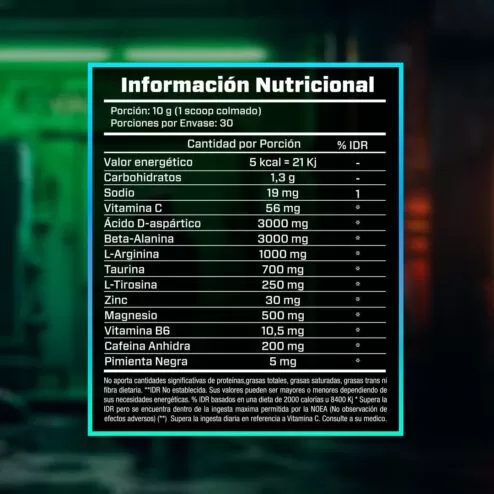 Información Nutricional
Porción: 10 g (1 scoop colmado)
Porciones por Envase: 30
Cantidad por Porción % IDR
Valor energético 5 kcal = 21 Kj -
Carbohidratos 1,3 g -
Sodio 19 mg 1
Vitamina C 56 mg *
Ácido D-aspártico 3000 mg *
Beta-Alanina 3000 mg *
L-Arginina 1000 mg *
Taurina 700 mg *
L-Tirosina 250 mg *
Zinc 30 mg *
Magnesio 500 mg *
Vitamina B6 10,5 mg *
Cafeina Anhidra 200 mg *
Pimienta Negra 5 mg *
No aporta cantidades significativas de proteínas,grasas totales, grasas saturadas, grasas trans ni
fibra dietaria. **IDR No establecida. Sus valores pueden ser mayores o menores dependiendo de
sus necesidades energéticas. % IDR basados en una dieta de 2000 calorías u 8400 Kj * Supera la
IDR pero se encuentra dentro de la ingesta maxima permitida por la NOEA (No observación de
efectos adversos) (**) Supera la ingesta diaria en referencia a Vitamina C. Consulte a su medico.